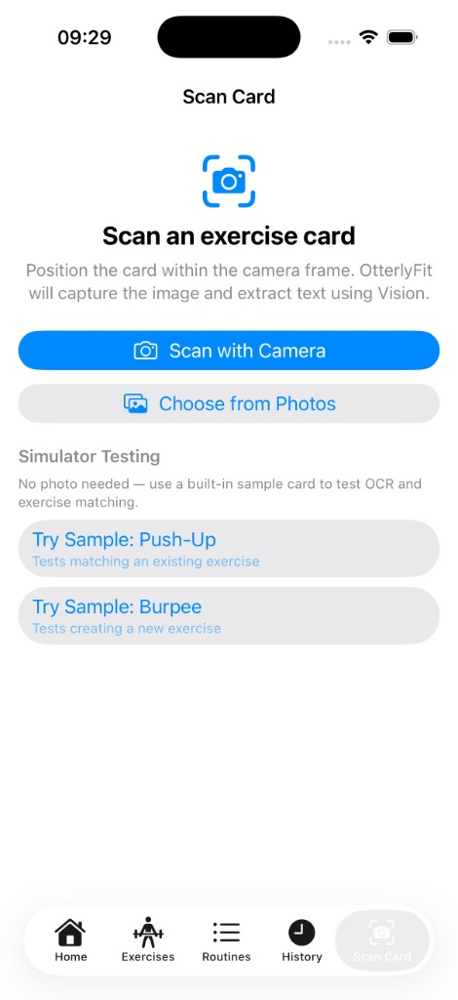 09:29
Scan Card
Scan an exercise card
Position the card within the camera frame. OtterlyFit
will capture the image and extract text using Vision.
Scan with Camera
Choose from Photos
Simulator Testing
No photo needed — use a built-in sample card to test OCR and
exercise matching.
Try Sample: Push-Up
Tests matching an existing exercise
Try Sample: Burpee
Tests creating a new exercise
Home
Exercises
Routines
History
Scan Card